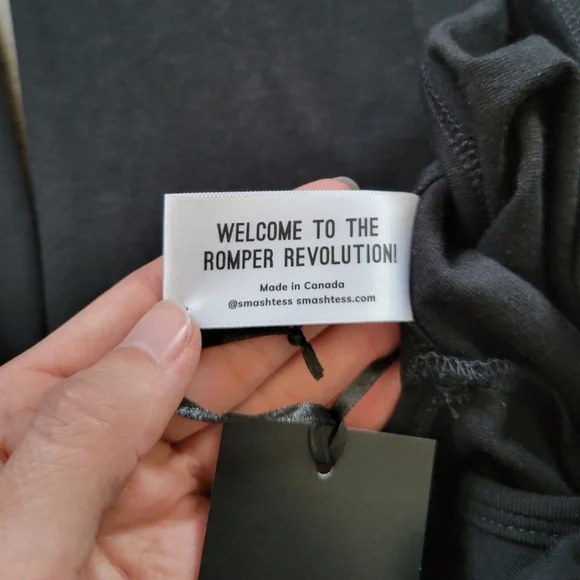 WELCOME TO THE
ROMPER REVOLUTION!
Made in Canada
@smashtess smashtess.com